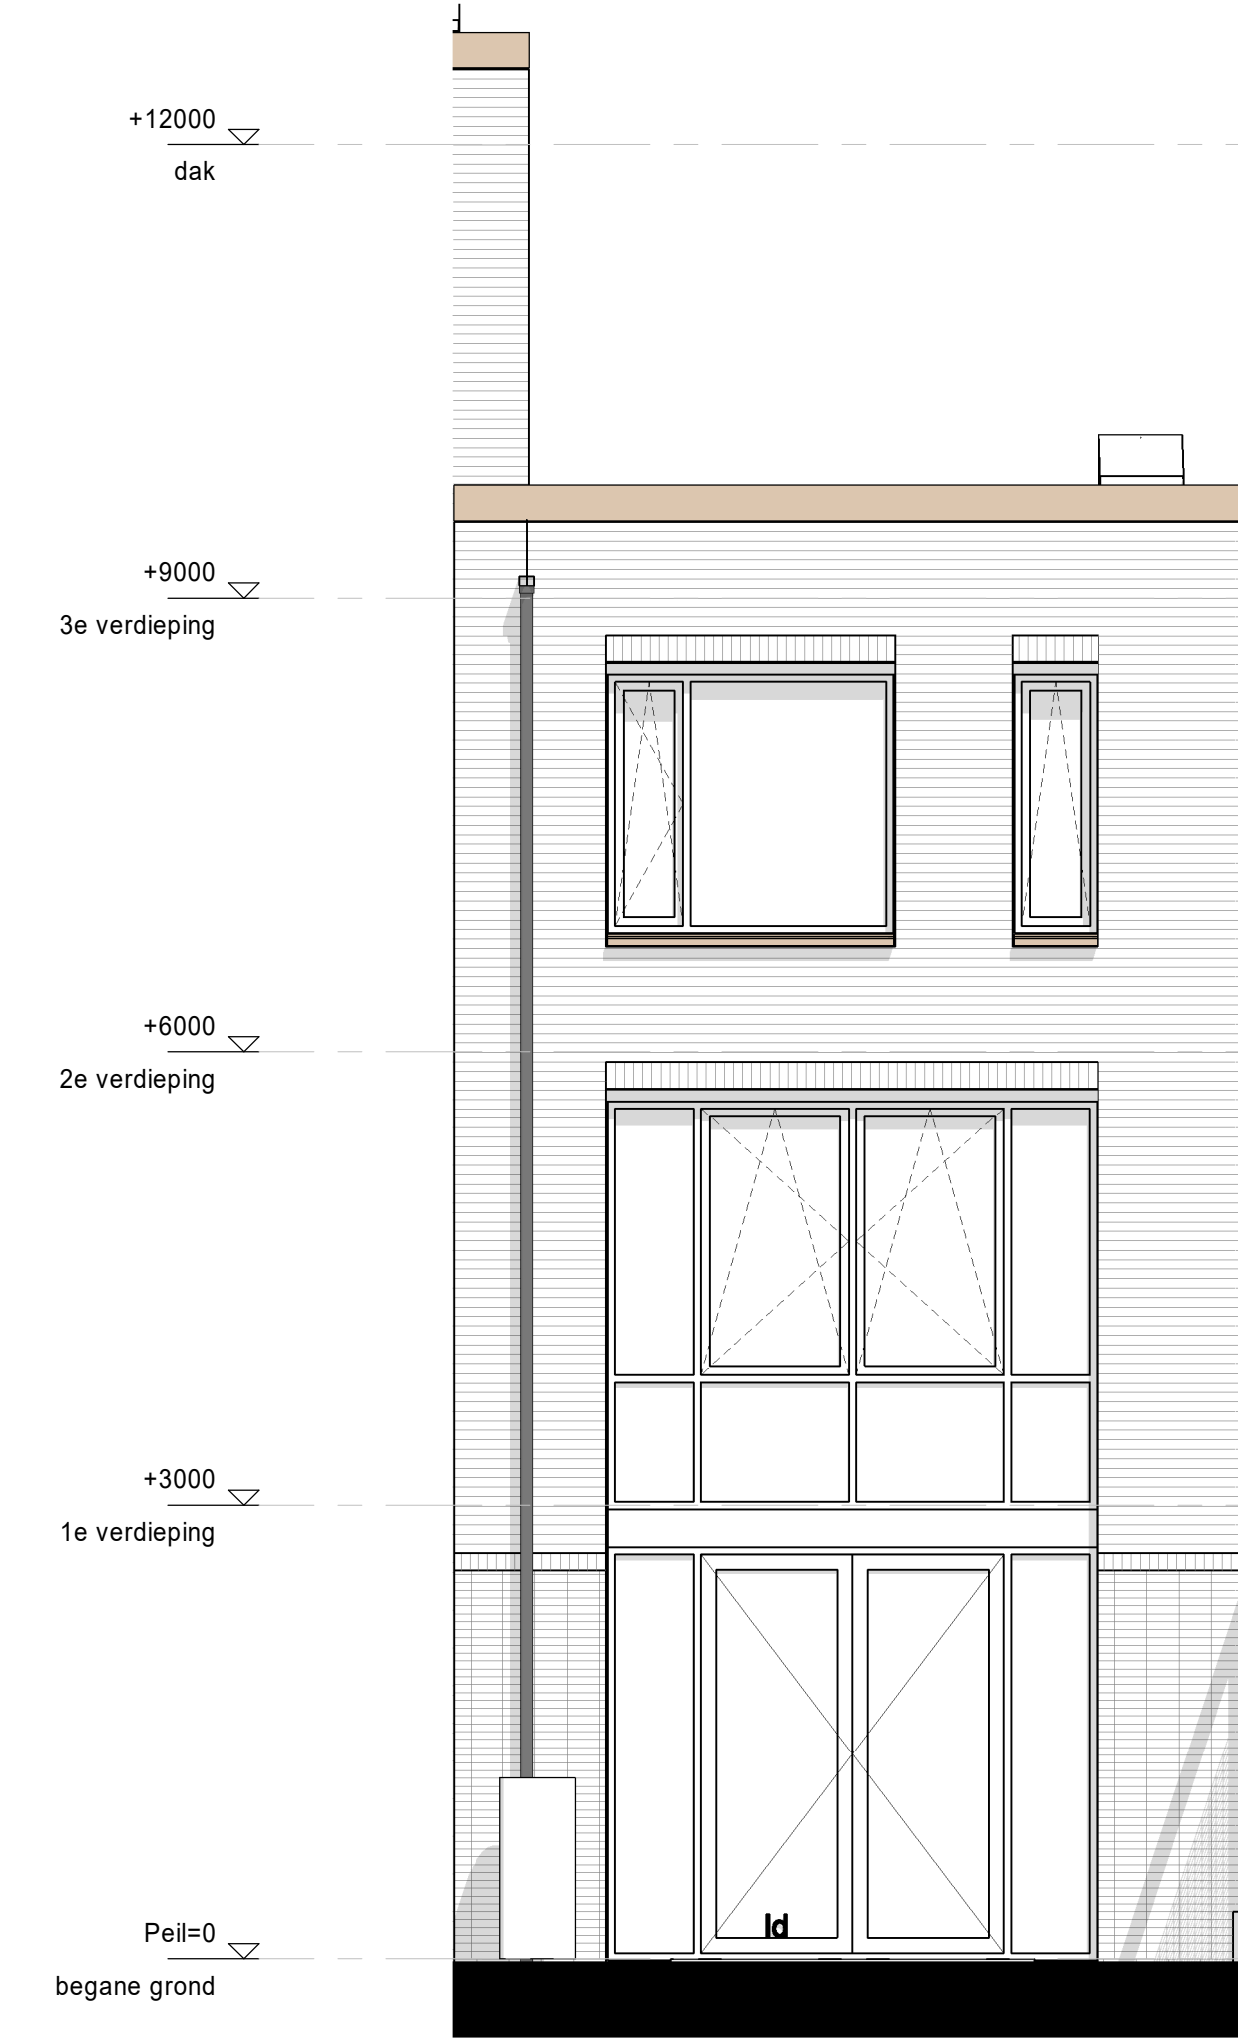 +12000
dak
+9000
3e verdieping
+6000
2e verdieping
+3000
1e verdieping
ld
Peil=0
begane grond